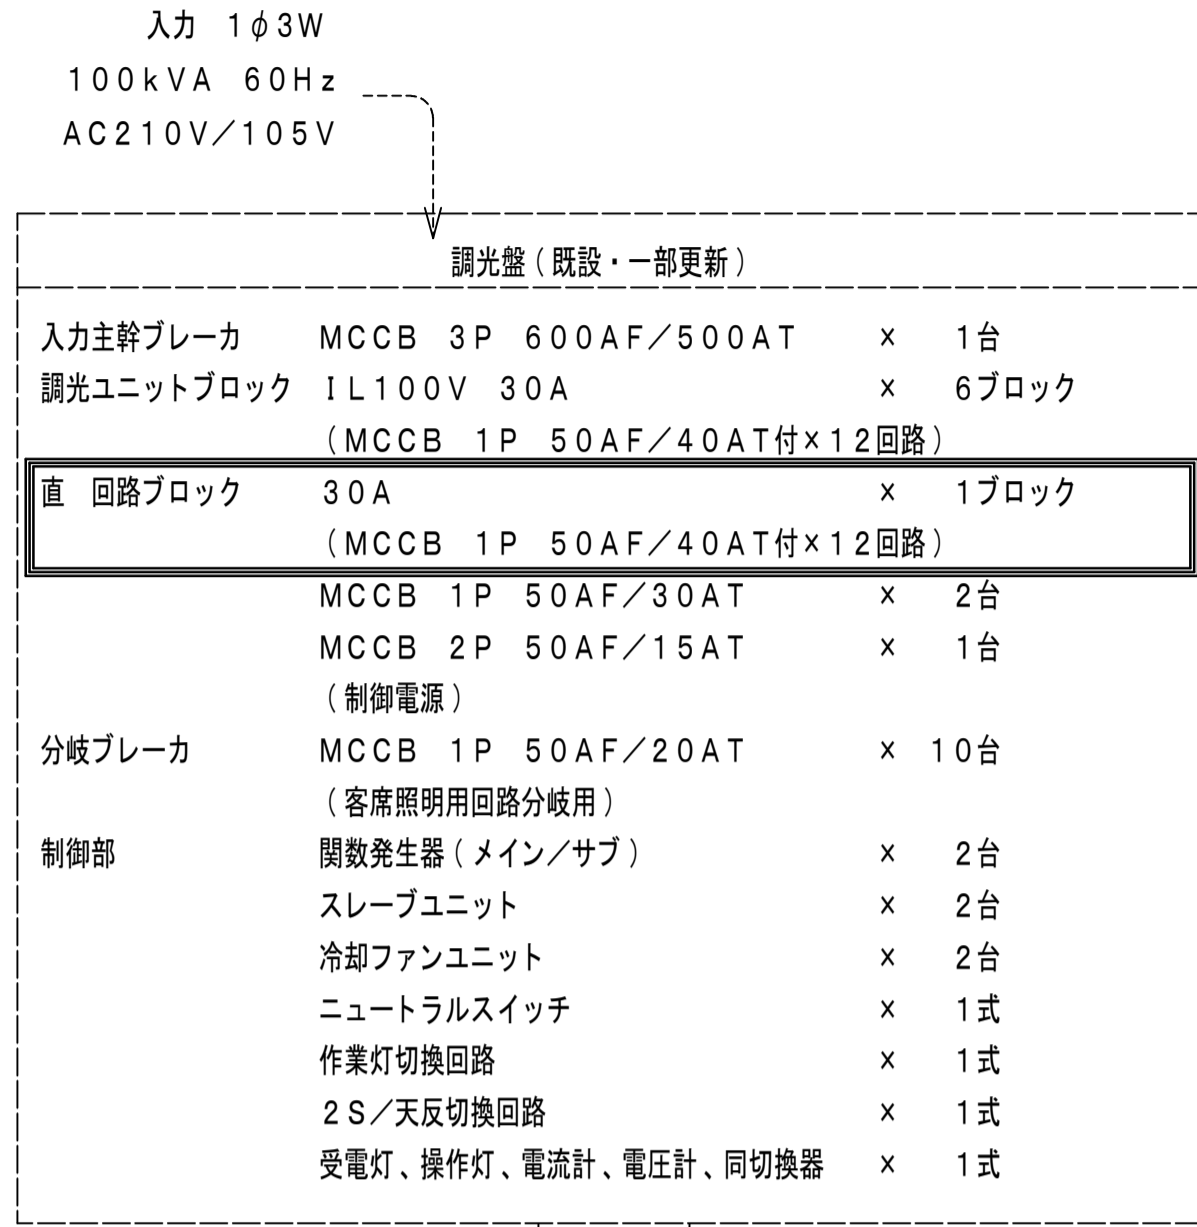 入力　1φ3W
100kVA　60Hz
AC210V／105V
調光盤（既設・一部更新）
入力主幹ブレーカ　MCCB　3P　600AF／500AT　×　1台
調光ユニットブロック　IL100V　30A　×　6ブロック
（MCCB　1P　50AF／40AT付×12回路）
直　回路ブロック　30A　×　1ブロック
（MCCB　1P　50AF／40AT付×12回路）
MCCB　1P　50AF／30AT　×　2台
MCCB　2P　50AF／15AT　×　1台
（制御電源）
分岐ブレーカ　MCCB　1P　50AF／20AT　×　10台
（客席照明用回路分岐用）
制御部　関数発生器（メイン／サブ）　×　2台
スレーブユニット　×　2台
冷却ファンユニット　×　2台
ニュートラルスイッチ　×　1式
作業灯切換回路　×　1式
2S／天反切換回路　×　1式
受電灯、操作灯、電流計、電圧計、同切換器　×　1式